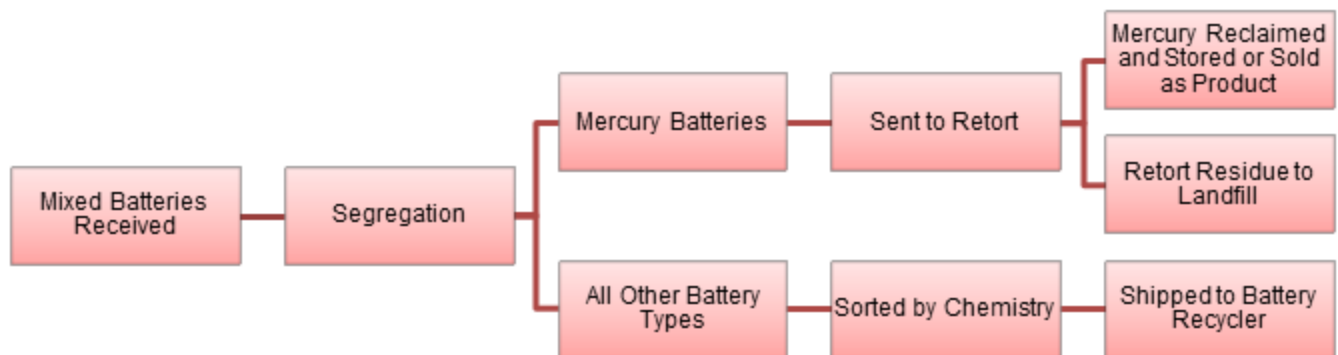 Mixed Batteries
Received
Segregation
Mercury Batteries
Sent to Retort
Mercury Reclaimed
and Stored or Sold
as Product
Retort Residue to
Landfill
All Other Battery
Types
Sorted by Chemistry
Shipped to Battery
Recycler